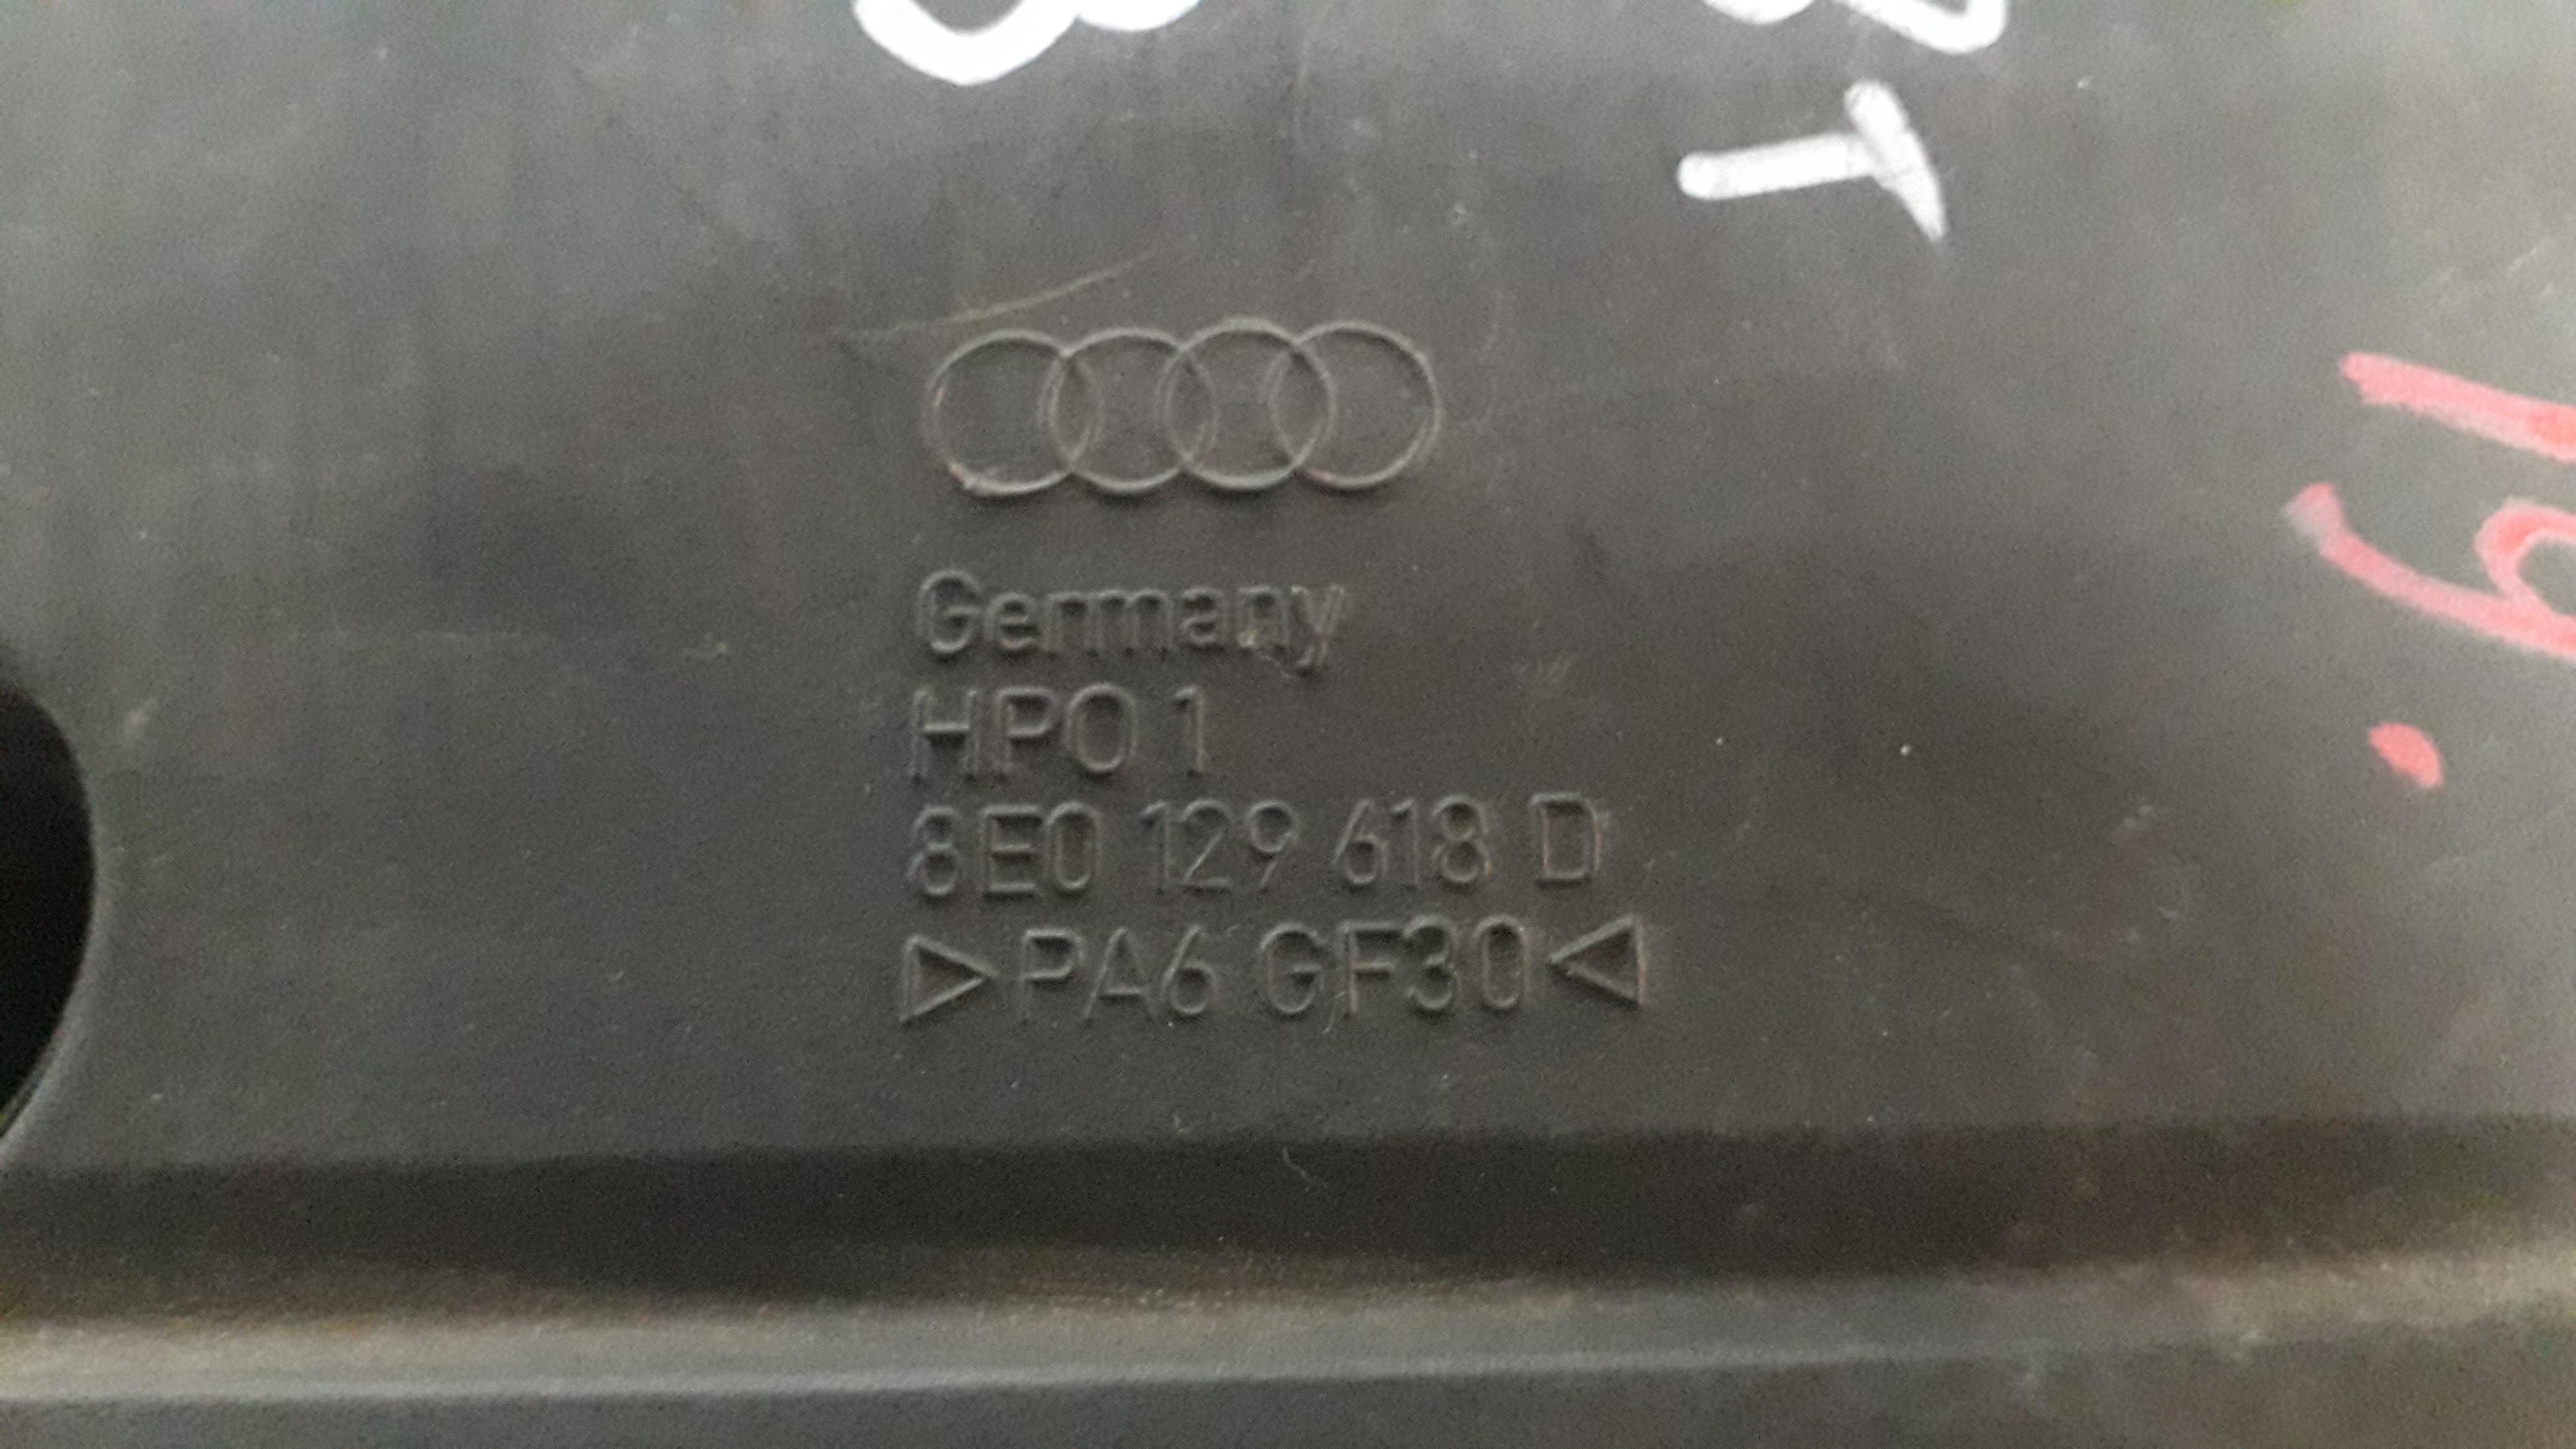 Germany
HPO 1
8E0 129 618 D
▷PA6 GF30◁